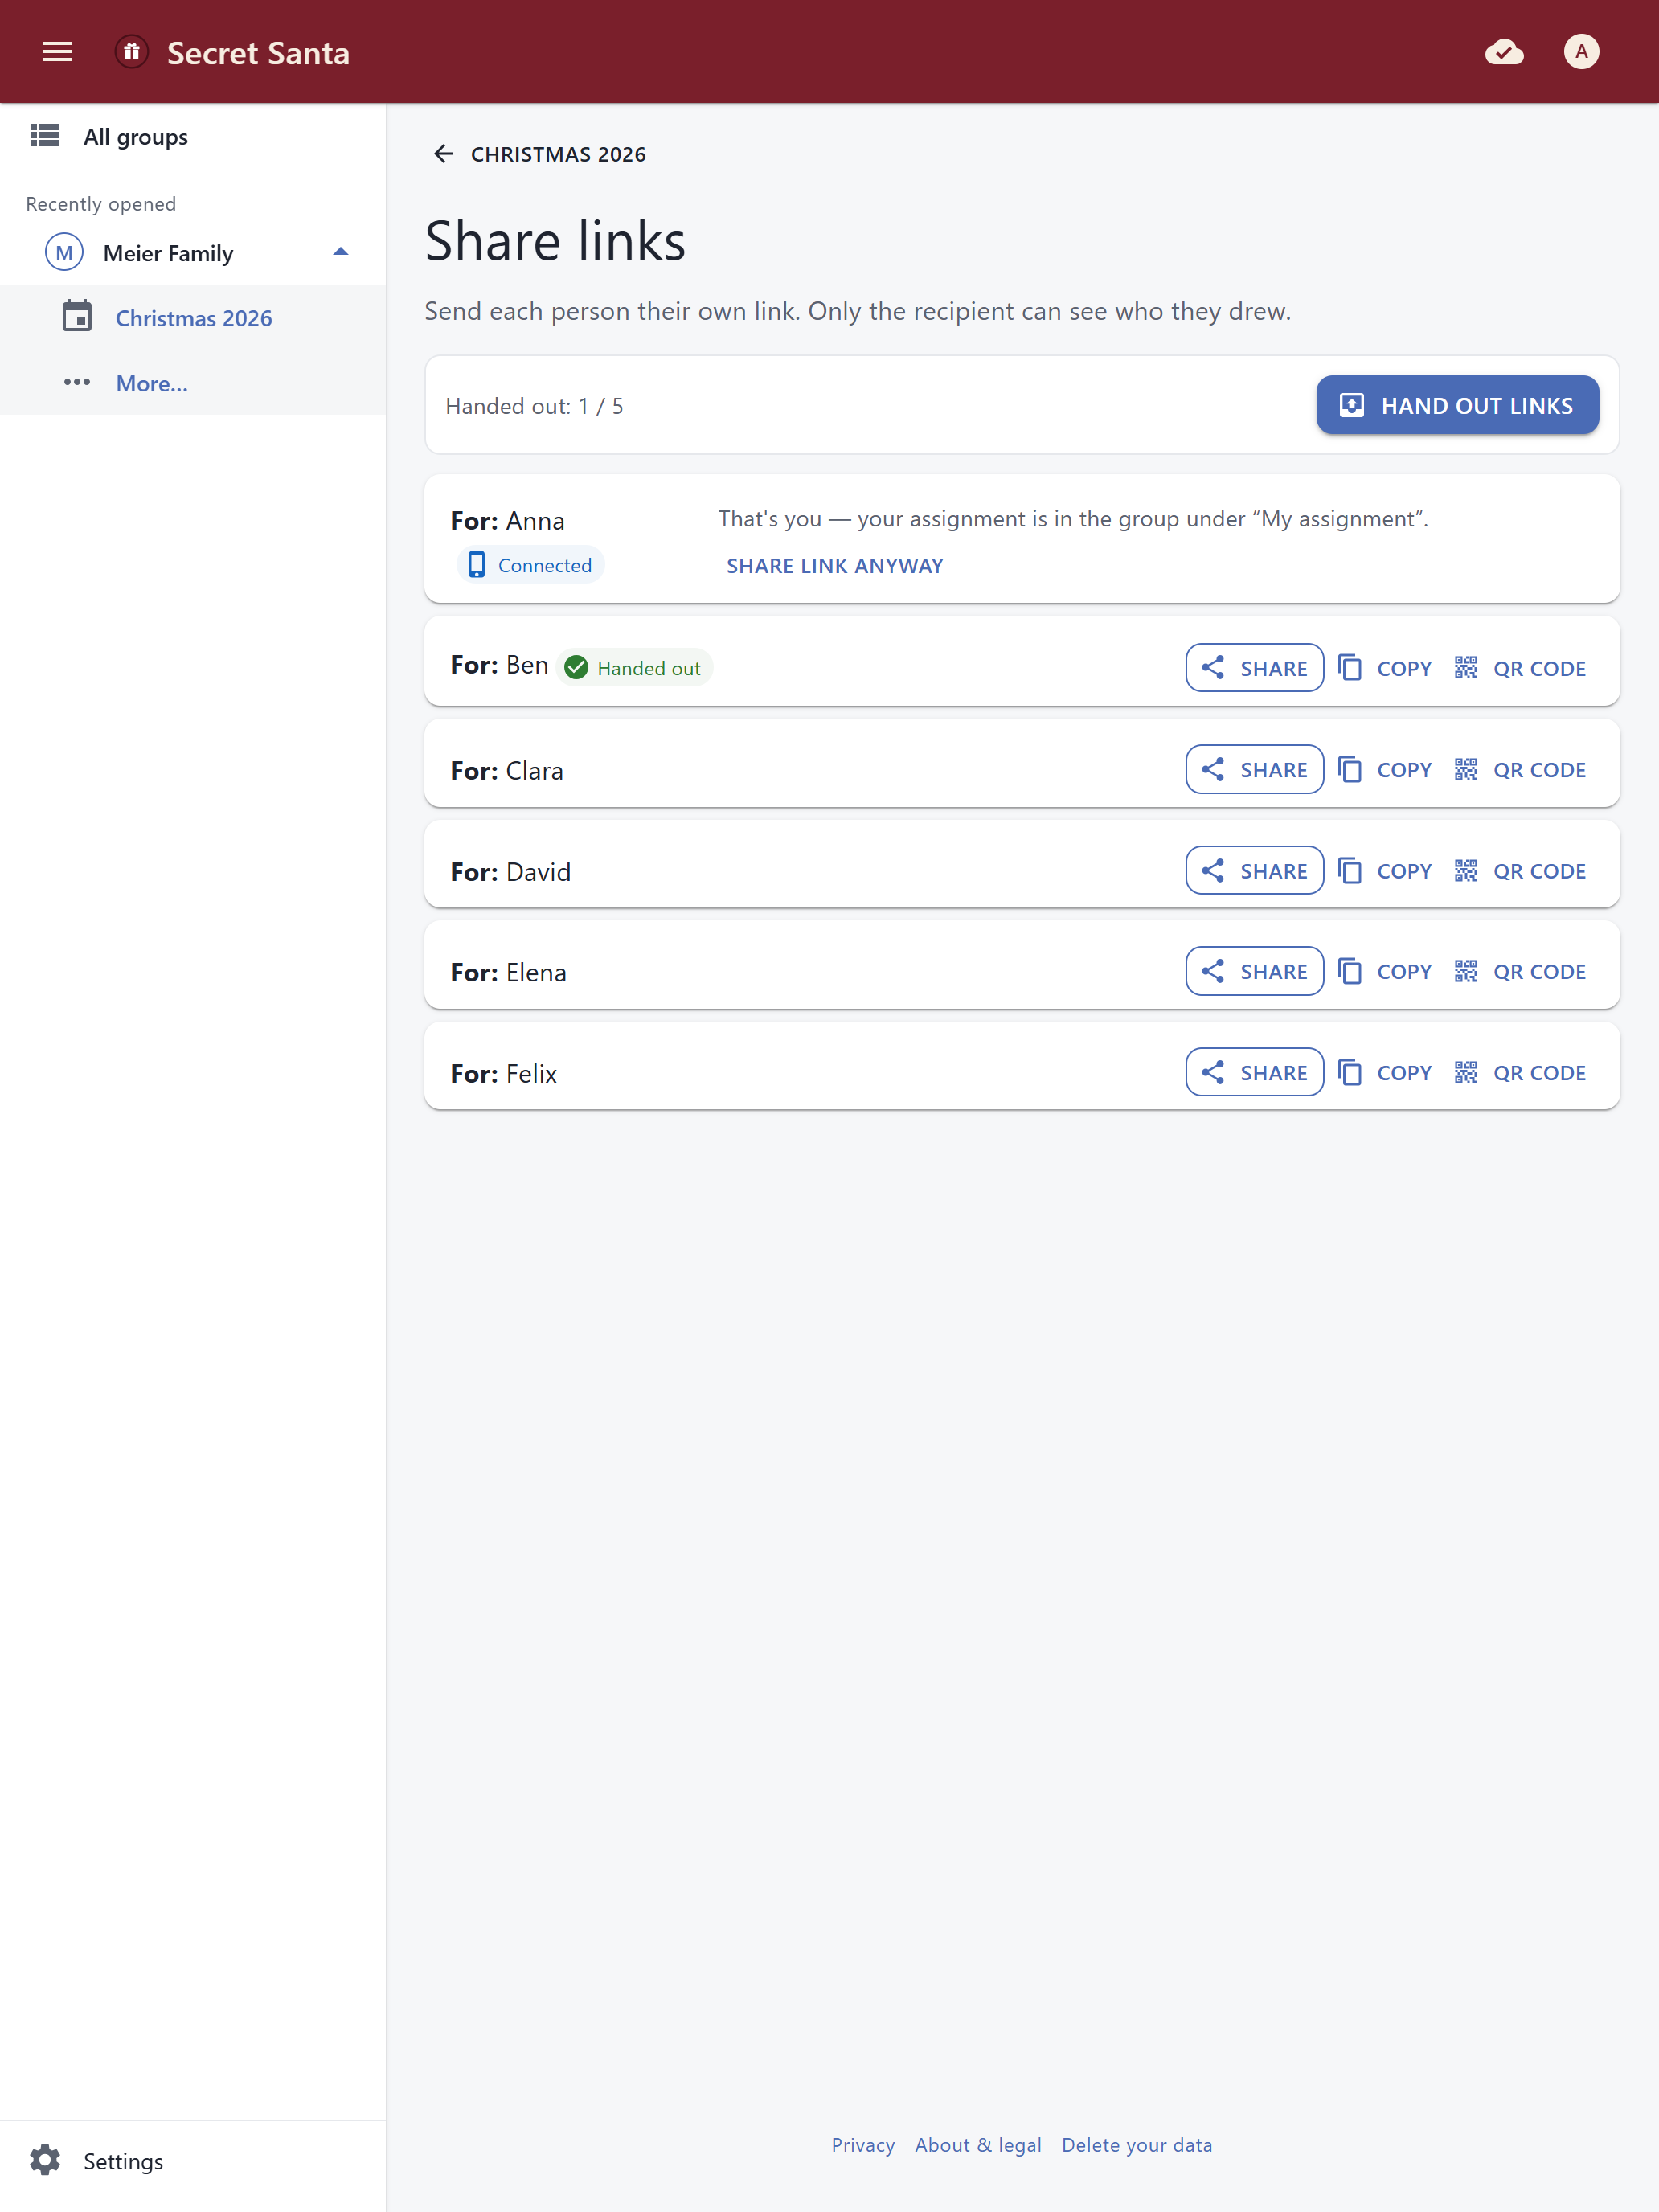 Secret Santa
A
All groups
Recently opened
M Meier Family
Christmas 2026
More...
CHRISTMAS 2026
Share links
Send each person their own link. Only the recipient can see who they drew.
Handed out: 1 / 5
HAND OUT LINKS
For: Anna
Connected
That's you — your assignment is in the group under “My assignment”.
SHARE LINK ANYWAY
For: Ben Handed out SHARE COPY QR CODE
For: Clara SHARE COPY QR CODE
For: David SHARE COPY QR CODE
For: Elena SHARE COPY QR CODE
For: Felix SHARE COPY QR CODE
Settings
Privacy About & legal Delete your data